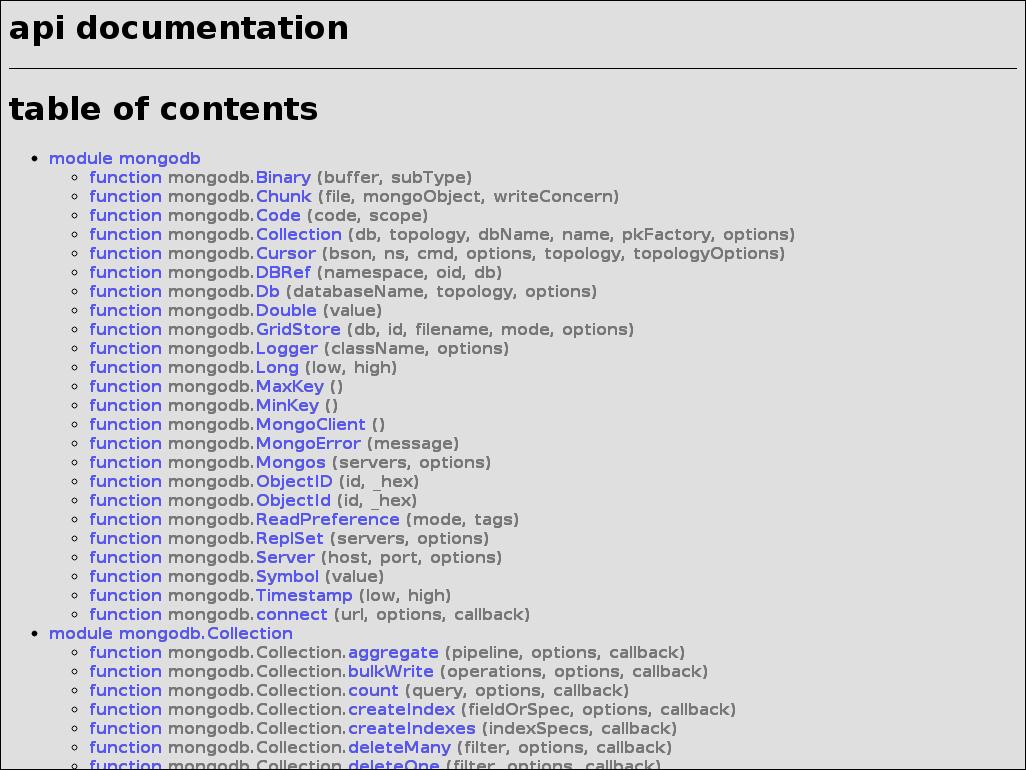 api documentation
table of contents
module mongodb
function mongodb.Binary (buffer, subType)
function mongodb.Chunk (file, mongoObject, writeConcern)
function mongodb.Code (code, scope)
function mongodb.Collection (db, topology, dbName, name, pkFactory, options)
function mongodb.Cursor (bson, ns, cmd, options, topology, topologyOptions)
function mongodb.DBRef (namespace, oid, db)
function mongodb.Db (databaseName, topology, options)
function mongodb.Double (value)
function mongodb.GridStore (db, id, filename, mode, options)
function mongodb.Logger (className, options)
function mongodb.Long (low, high)
function mongodb.MaxKey ()
function mongodb.MinKey ()
function mongodb.MongoClient ()
function mongodb.MongoError (message)
function mongodb.Mongos (servers, options)
function mongodb.ObjectID (id, _hex)
function mongodb.ObjectId (id, _hex)
function mongodb.ReadPreference (mode, tags)
function mongodb.ReplSet (servers, options)
function mongodb.Server (host, port, options)
function mongodb.Symbol (value)
function mongodb.Timestamp (low, high)
function mongodb.connect (url, options, callback)
module mongodb.Collection
function mongodb.Collection.aggregate (pipeline, options, callback)
function mongodb.Collection.bulkWrite (operations, options, callback)
function mongodb.Collection.count (query, options, callback)
function mongodb.Collection.createIndex (fieldOrSpec, options, callback)
function mongodb.Collection.createIndexes (indexSpecs, callback)
function mongodb.Collection.deleteMany (filter, options, callback)
function mongodb.Collection.deleteOne (filter, options, callback)